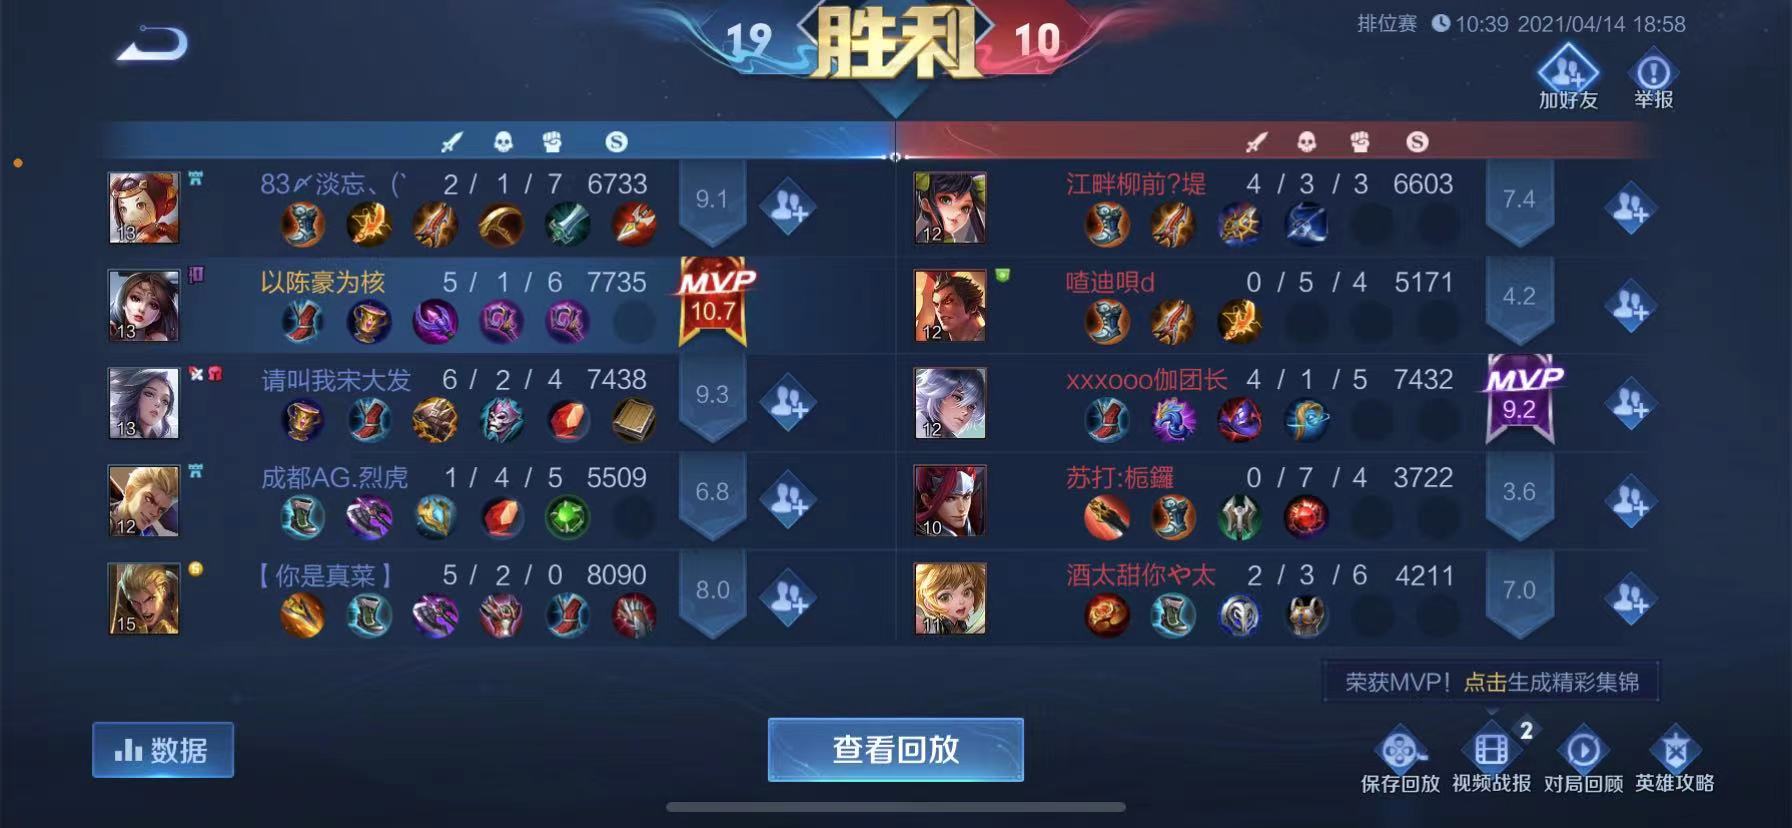 19 胜利 10
排位赛 10:39 2021/04/14 18:58
加好友 举报
13 83〆淡忘、(` 2 / 1 / 7 6733 9.1
12 江畔柳前?堤 4 / 3 / 3 6603 7.4
13 以陈豪为核 5 / 1 / 6 7735 MVP 10.7
12 喳迪唄d 0 / 5 / 4 5171 4.2
13 请叫我宋大发 6 / 2 / 4 7438 9.3
12 xxxooo伽团长 4 / 1 / 5 7432 MVP 9.2
12 成都AG.烈虎 1 / 4 / 5 5509 6.8
10 苏打:栀鑼 0 / 7 / 4 3722 3.6
15 【你是真菜】 5 / 2 / 0 8090 8.0
11 酒太甜你や太 2 / 3 / 6 4211 7.0
荣获MVP！点击生成精彩集锦
数据 查看回放 2
保存回放 视频战报 对局回顾 英雄攻略